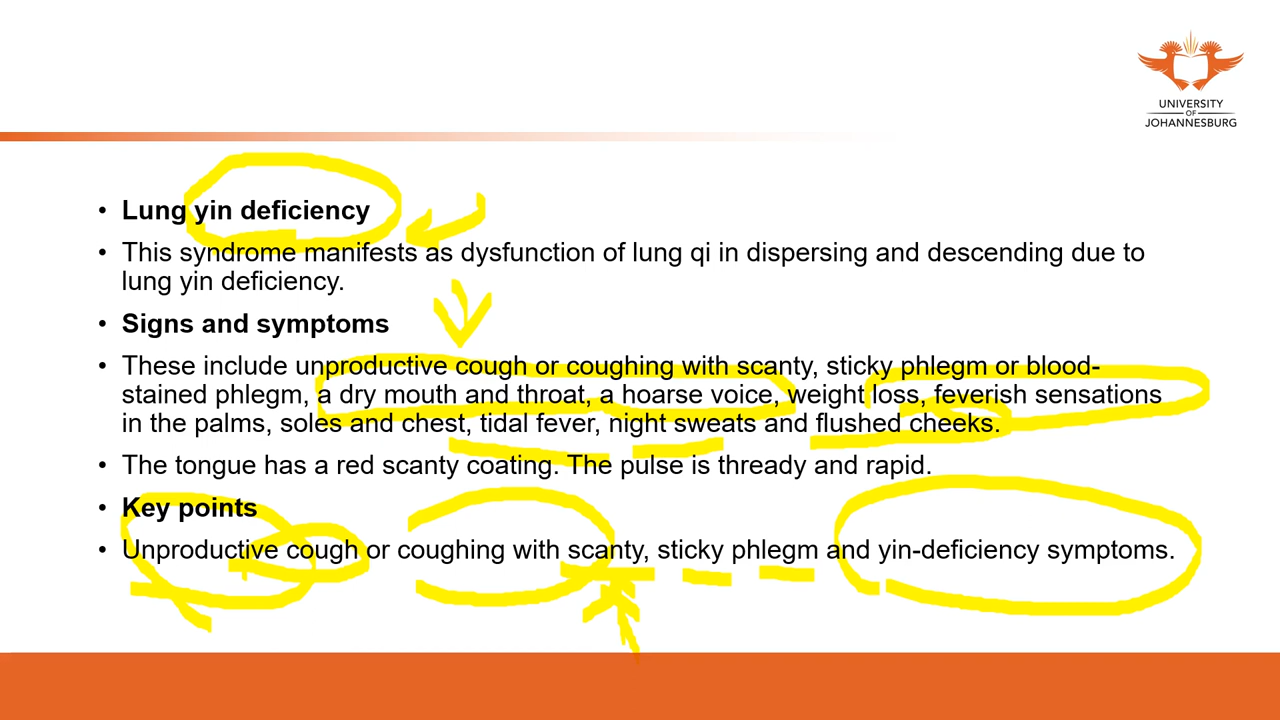 UNIVERSITY
OF
JOHANNESBURG
• Lung yin deficiency
• This syndrome manifests as dysfunction of lung qi in dispersing and descending due to
lung yin deficiency.
• Signs and symptoms
• These include unproductive cough or coughing with scanty, sticky phlegm or blood-
stained phlegm, a dry mouth and throat, a hoarse voice, weight loss, feverish sensations
in the palms, soles and chest, tidal fever, night sweats and flushed cheeks.
• The tongue has a red scanty coating. The pulse is thready and rapid.
• Key points
• Unproductive cough or coughing with scanty, sticky phlegm and yin-deficiency symptoms.